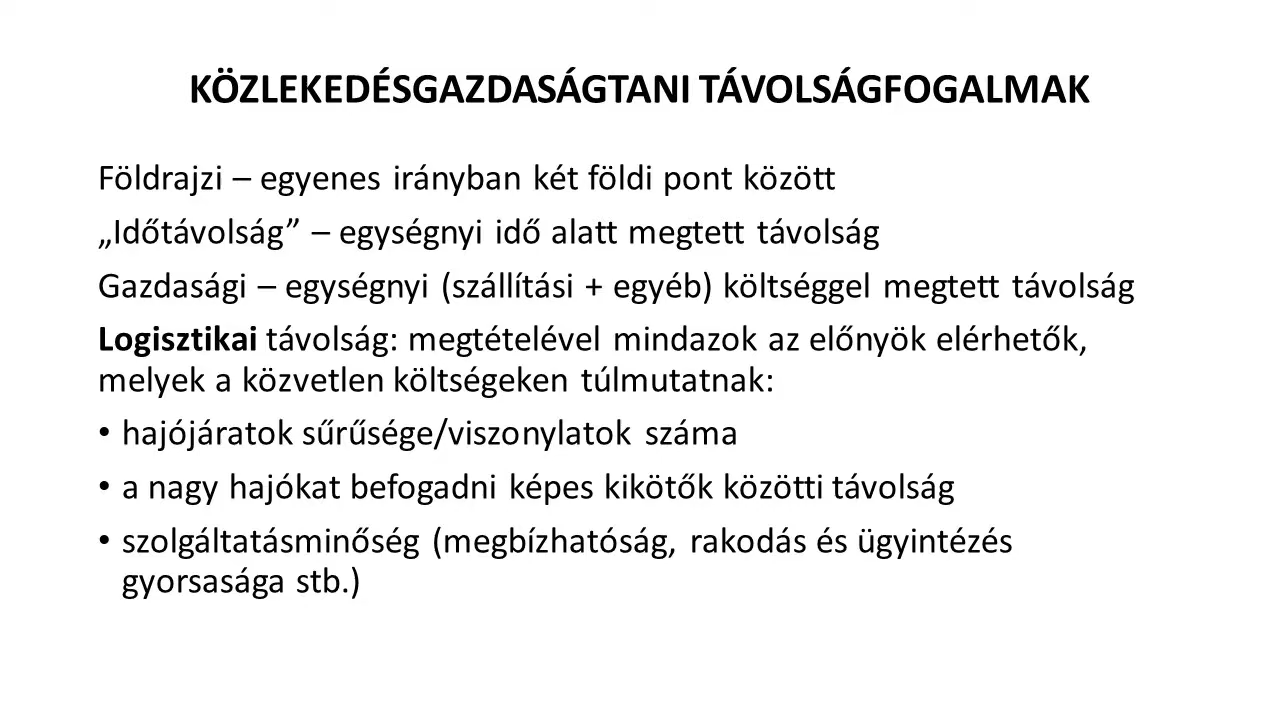 KÖZLEKEDÉSGAZDASÁGTANI TÁVOLSÁGFOGALMAK
Földrajzi – egyenes irányban két földi pont között
„Időtávolság” – egységnyi idő alatt megtett távolság
Gazdasági – egységnyi (szállítási + egyéb) költséggel megtett távolság
Logisztikai távolság: megtételével mindazok az előnyök elérhetők,
melyek a közvetlen költségeken túlmutatnak:
• hajójáratok sűrűsége/viszonylatok száma
• a nagy hajókat befogadni képes kikötők közötti távolság
• szolgáltatásminőség (megbízhatóság, rakodás és ügyintézés
gyorsasága stb.)